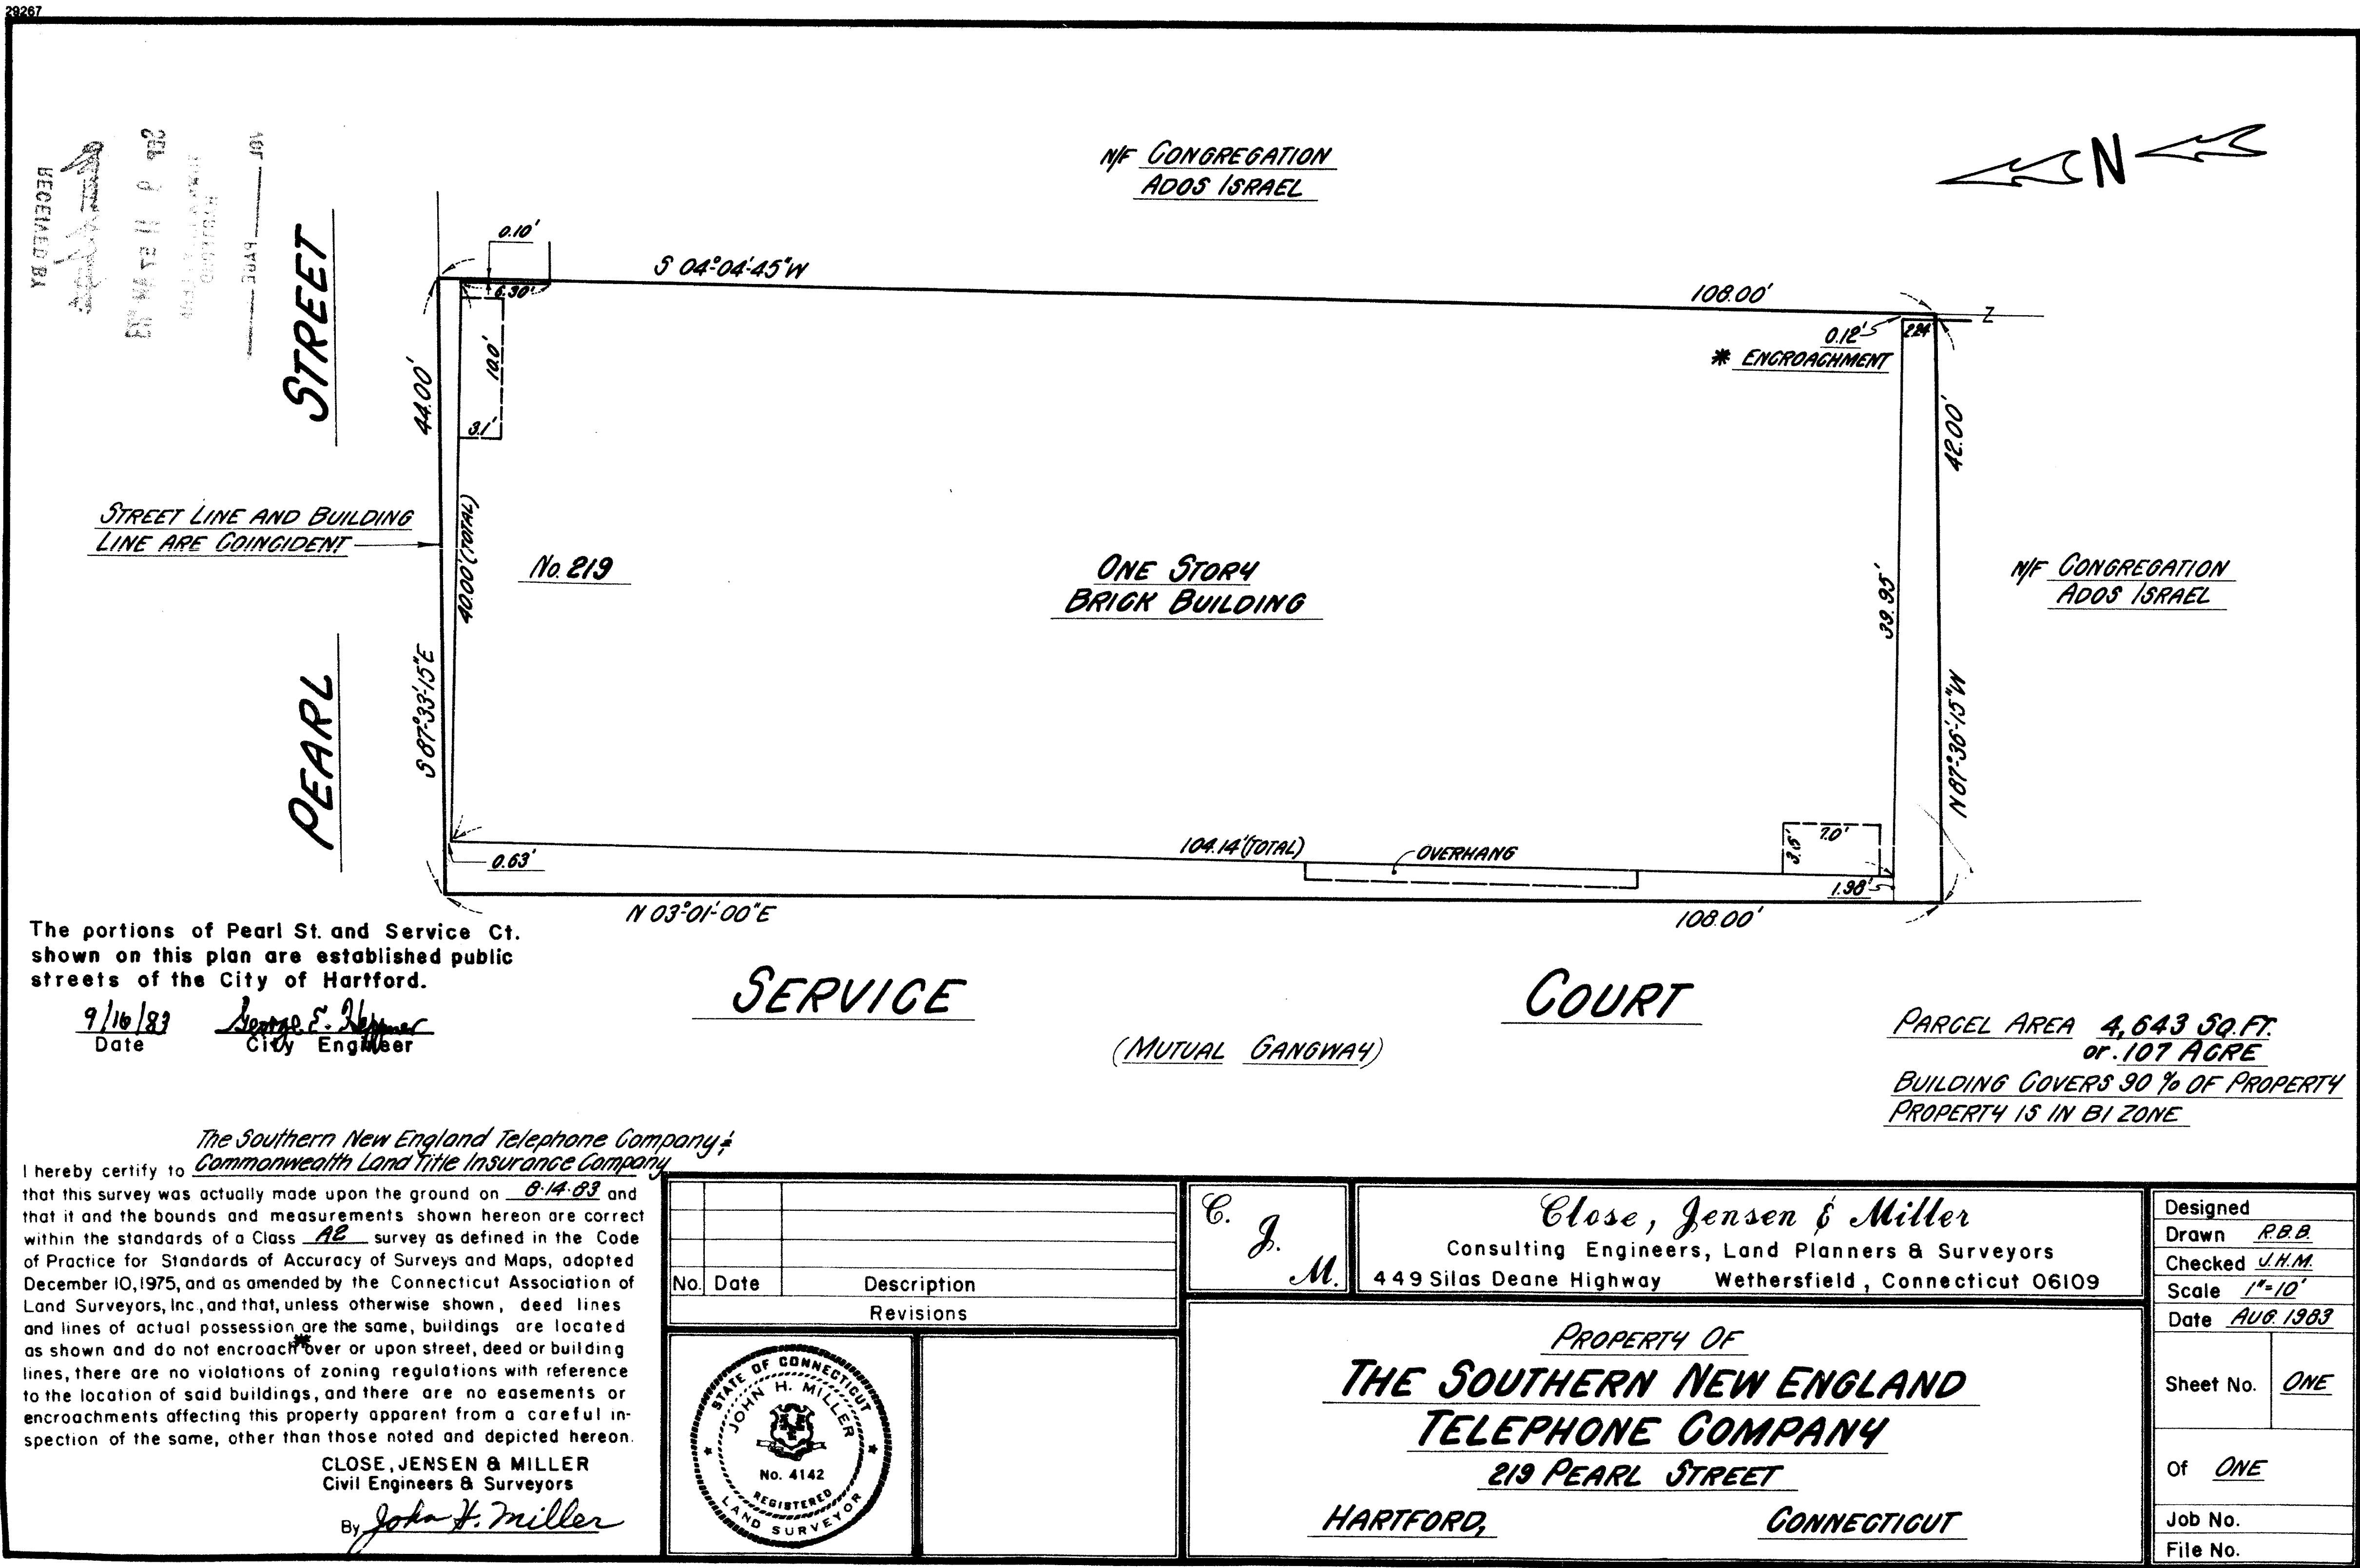 29267
RECEIVED BY
VOL PAGE
N/F CONGREGATION
ADOS ISRAEL
N
STREET
0.10'
6.30'
S 04°-04'-45"W
108.00'
Z
0.12'
2.24'
* ENCROACHMENT
44.00'
10.0'
3.1'
42.00'
STREET LINE AND BUILDING
LINE ARE COINCIDENT
40.00'(TOTAL)
No. 219
ONE STORY
BRICK BUILDING
39.95'
N/F CONGREGATION
ADOS ISRAEL
S 87°-33'-15"E
N 87°-36'-15"W
PEARL
0.63'
104.14'(TOTAL)
OVERHANG
3.5'
7.0'
1.98'
N 03°-01'-00"E
108.00'
The portions of Pearl St. and Service Ct.
shown on this plan are established public
streets of the City of Hartford.
9/16/83 George E. Keppner
Date City Engineer
SERVICE COURT
(MUTUAL GANGWAY)
PARCEL AREA 4,643 SQ.FT.
or .107 ACRE
BUILDING COVERS 90 % OF PROPERTY
PROPERTY IS IN B1 ZONE
The Southern New England Telephone Company &
I hereby certify to Commonwealth Land Title Insurance Company
that this survey was actually made upon the ground on 8-14-83 and
that it and the bounds and measurements shown hereon are correct
within the standards of a Class A2 survey as defined in the Code
of Practice for Standards of Accuracy of Surveys and Maps, adopted
December 10,1975, and as amended by the Connecticut Association of
Land Surveyors, Inc., and that, unless otherwise shown, deed lines
and lines of actual possession are the same, buildings are located
as shown and do not encroach * over or upon street, deed or building
lines, there are no violations of zoning regulations with reference
to the location of said buildings, and there are no easements or
encroachments affecting this property apparent from a careful in-
spection of the same, other than those noted and depicted hereon.
CLOSE, JENSEN & MILLER
Civil Engineers & Surveyors
By John H. Miller
No. Date Description
Revisions
STATE OF CONNECTICUT
JOHN H. MILLER
No. 4142
REGISTERED
LAND SURVEYOR
C.
J.
M.
Close, Jensen & Miller
Consulting Engineers, Land Planners & Surveyors
449 Silas Deane Highway Wethersfield, Connecticut 06109
PROPERTY OF
THE SOUTHERN NEW ENGLAND
TELEPHONE COMPANY
219 PEARL STREET
HARTFORD, CONNECTICUT
Designed
Drawn R.B.B.
Checked J.H.M.
Scale 1"=10'
Date AUG. 1983
Sheet No. ONE
Of ONE
Job No.
File No.